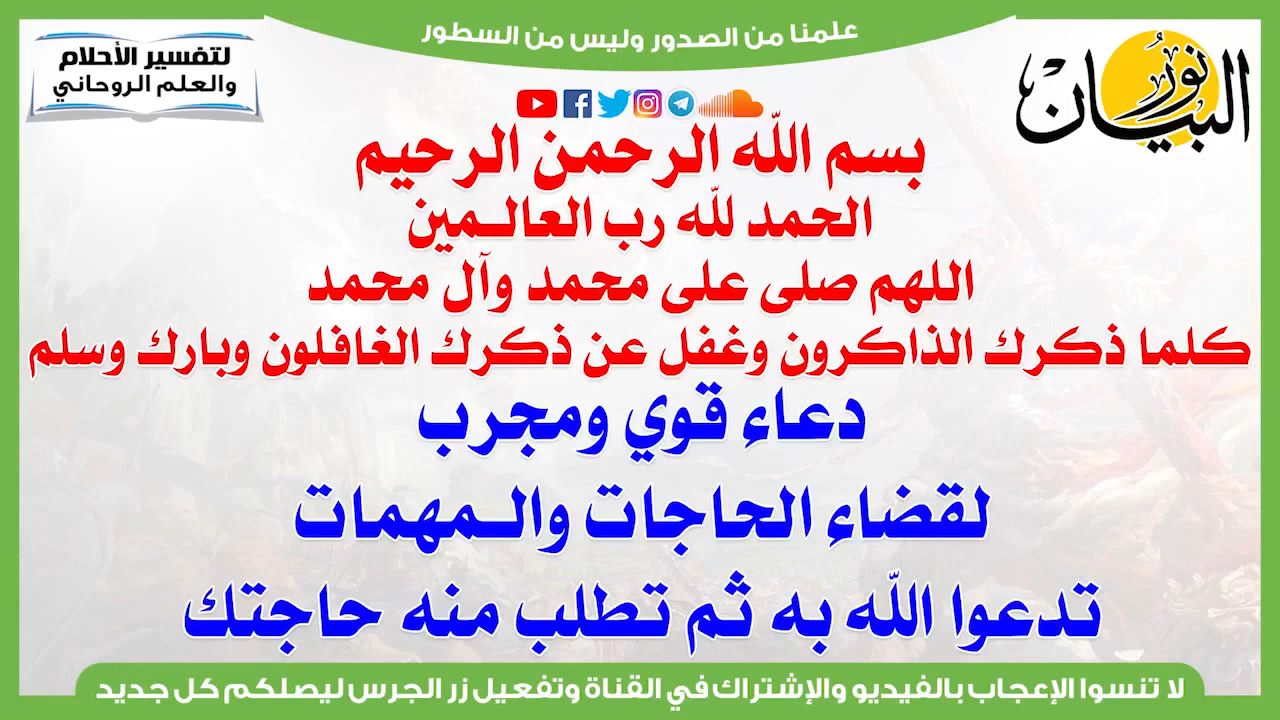 علمنا من الصدور وليس من السطور
نور البيان
لتفسير الأحلام
والعلم الروحاني
بسم الله الرحمن الرحيم
الحمد لله رب العالـمين
اللهم صلى على محمد وآل محمد
كلما ذكرك الذاكرون وغفل عن ذكرك الغافلون وبارك وسلم
دعاء قوي ومجرب
لقضاء الحاجات والـمهمات
تدعوا الله به ثم تطلب منه حاجتك
لا تنسوا الإعجاب بالفيديو والإشتراك في القناة وتفعيل زر الجرس ليصلكم كل جديد